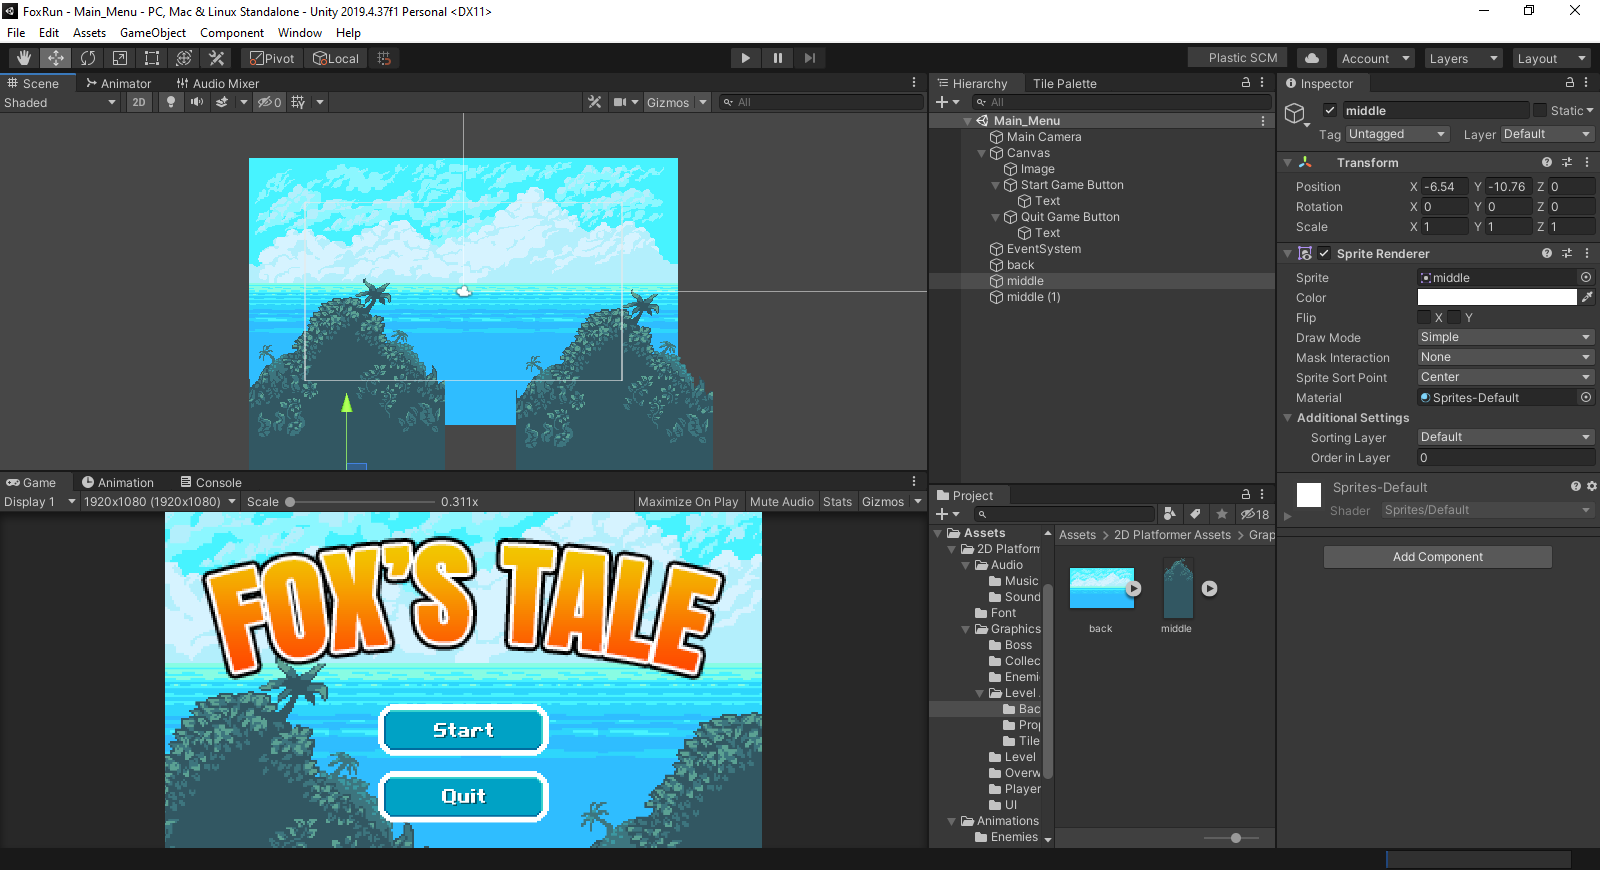 FoxRun - Main_Menu - PC, Mac & Linux Standalone - Unity 2019.4.37f1 Personal <DX11>
File Edit Assets GameObject Component Window Help
Pivot Local Plastic SCM Account Layers Layout
Scene Animator Audio Mixer
Shaded 2D 0 Gizmos All
Hierarchy Tile Palette
All
Main_Menu
Main Camera
Canvas
Image
Start Game Button
Text
Quit Game Button
Text
EventSystem
back
middle
middle (1)
Inspector
middle Static
Tag Untagged Layer Default
Transform
Position X -6.54 Y -10.76 Z 0
Rotation X 0 Y 0 Z 0
Scale X 1 Y 1 Z 1
Sprite Renderer
Sprite middle
Color
Flip X Y
Draw Mode Simple
Mask Interaction None
Sprite Sort Point Center
Material Sprites-Default
Additional Settings
Sorting Layer Default
Order in Layer 0
Sprites-Default
Shader Sprites/Default
Add Component
Game Animation Console
Display 1 1920x1080 (1920x1080) Scale 0.311x Maximize On Play Mute Audio Stats Gizmos
FOX'S TALE
Start
Quit
Project
18
Assets
2D Platforn
Audio
Music
Sound
Font
Graphics
Boss
Collec
Enemi
Level
Bac
Prop
Tile
Level
Overw
Player
UI
Animations
Enemies
Assets > 2D Platformer Assets > Grap
back
middle